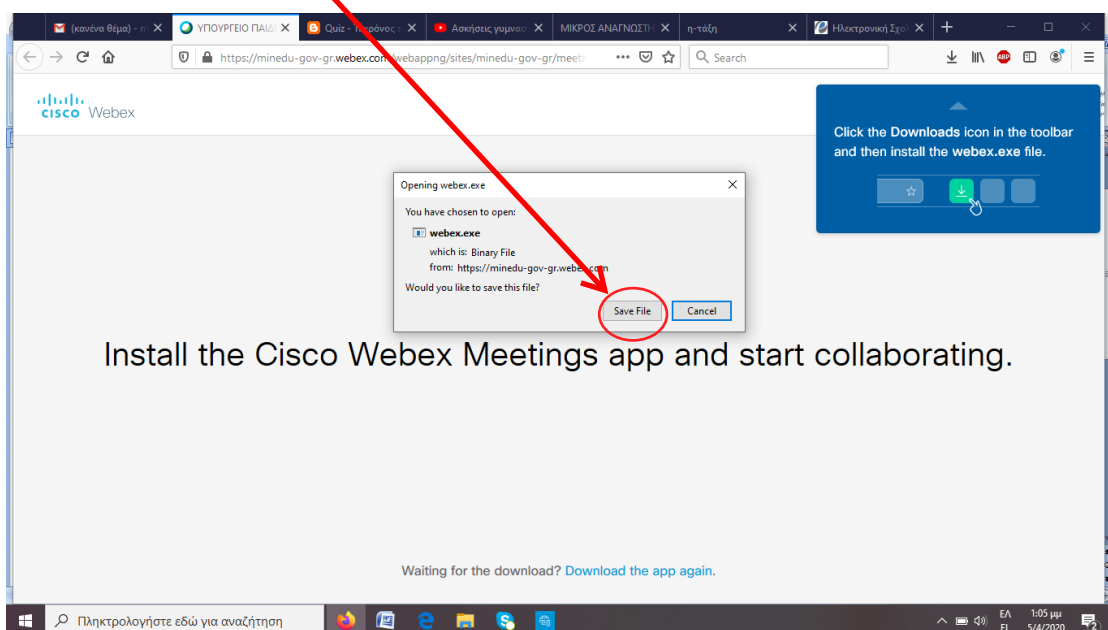 (κανένα θέμα) - n
ΥΠΟΥΡΓΕΙΟ ΠΑΙΔ
Quiz -
Ασκήσεις γυμνασ
ΜΙΚΡΟΣ ΑΝΑΓΝΩΣΤΗ
η-τάξη
Ηλεκτρονική Σχο
https://minedu-gov-gr.webex.com/webappng/sites/minedu-gov-gr/meeti
Search
ABP
cisco Webex
Click the Downloads icon in the toolbar
and then install the webex.exe file.
Opening webex.exe
You have chosen to open:
webex.exe
which is: Binary File
from: https://minedu-gov-gr.webex.com
Would you like to save this file?
Save File
Cancel
Install the Cisco Webex Meetings app and start collaborating.
Waiting for the download? Download the app again.
Πληκτρολογήστε εδώ για αναζήτηση
ΕΛ
EL
1:05 μμ
5/4/2020